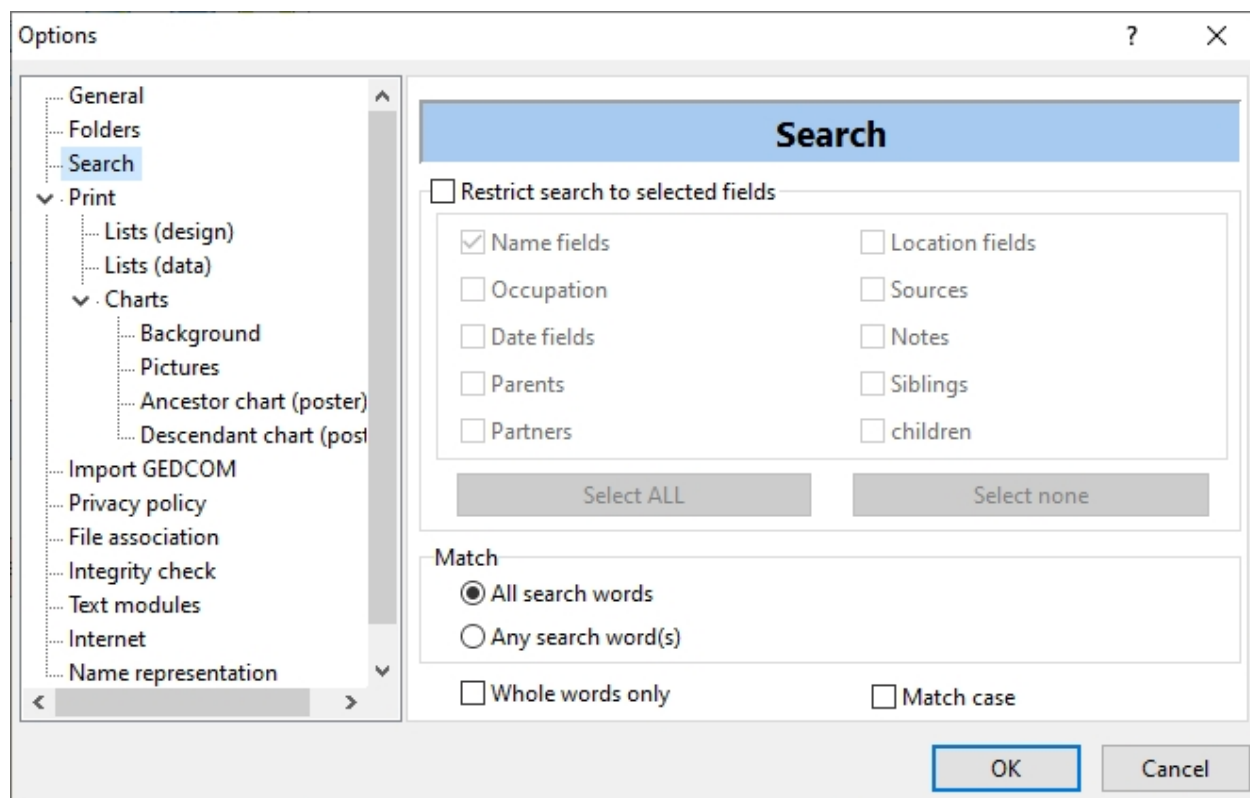 Options
General
Folders
Search
Print
Lists (design)
Lists (data)
Charts
Background
Pictures
Ancestor chart (poster)
Descendant chart (post
Import GEDCOM
Privacy policy
File association
Integrity check
Text modules
Internet
Name representation
Search
Restrict search to selected fields
Name fields Location fields
Occupation Sources
Date fields Notes
Parents Siblings
Partners children
Select ALL Select none
Match
All search words
Any search word(s)
Whole words only Match case
OK Cancel